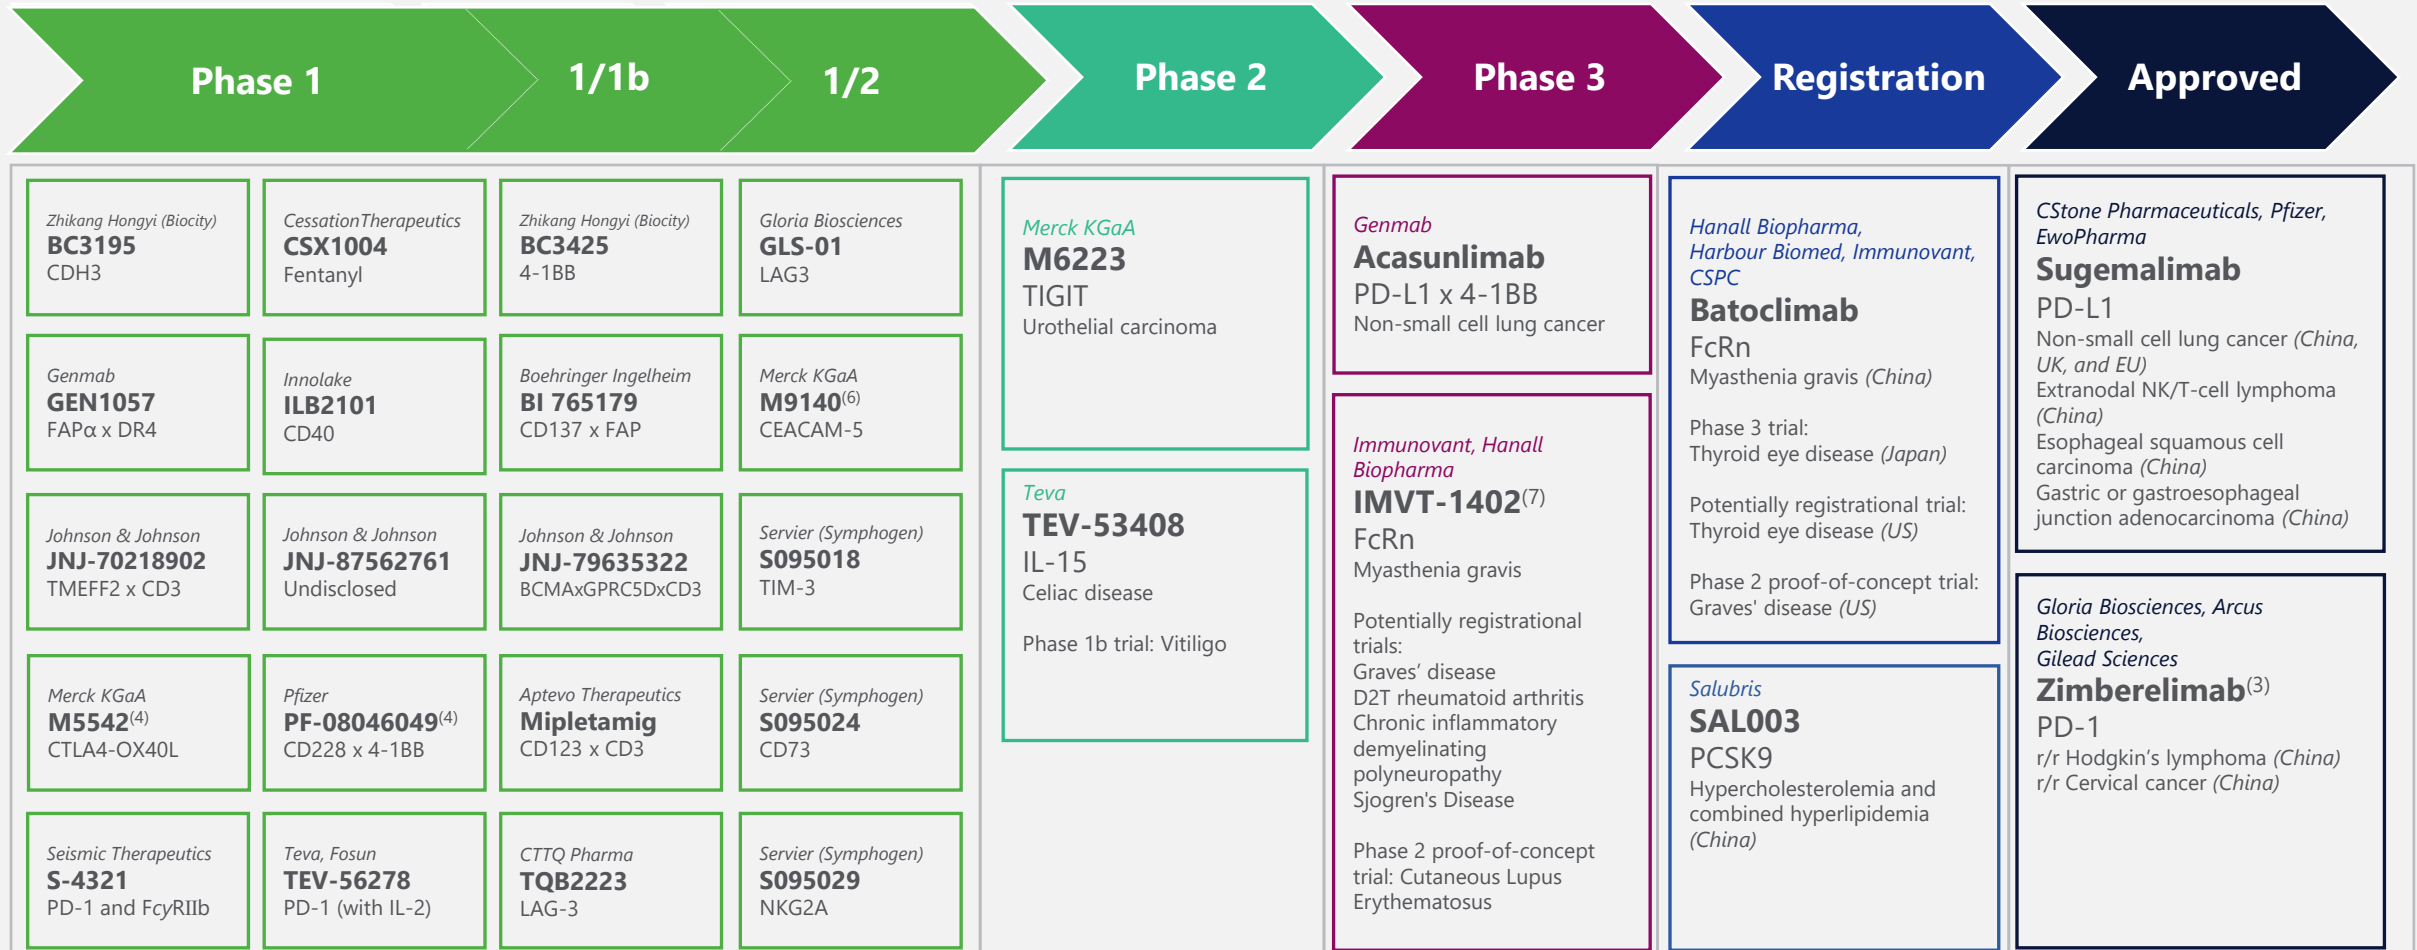 Phase 1
1/1b
1/2
Phase 2
Phase 3
Registration
Approved
Zhikang Hongyi (Biocity)
BC3195
CDH3
CessationTherapeutics
CSX1004
Fentanyl
Zhikang Hongyi (Biocity)
BC3425
4-1BB
Gloria Biosciences
GLS-01
LAG3
Genmab
GEN1057
FAPα x DR4
Innolake
ILB2101
CD40
Boehringer Ingelheim
BI 765179
CD137 x FAP
Merck KGaA
M9140(6)
CEACAM-5
Johnson & Johnson
JNJ-70218902
TMEFF2 x CD3
Johnson & Johnson
JNJ-87562761
Undisclosed
Johnson & Johnson
JNJ-79635322
BCMAxGPRC5DxCD3
Servier (Symphogen)
S095018
TIM-3
Merck KGaA
M5542(4)
CTLA4-OX40L
Pfizer
PF-08046049(4)
CD228 x 4-1BB
Aptevo Therapeutics
Mipletamig
CD123 x CD3
Servier (Symphogen)
S095024
CD73
Seismic Therapeutics
S-4321
PD-1 and FcyRIIb
Teva, Fosun
TEV-56278
PD-1 (with IL-2)
CTTQ Pharma
TQB2223
LAG-3
Servier (Symphogen)
S095029
NKG2A
Merck KGaA
M6223
TIGIT
Urothelial carcinoma
Teva
TEV-53408
IL-15
Celiac disease
Phase 1b trial: Vitiligo
Genmab
Acasunlimab
PD-L1 x 4-1BB
Non-small cell lung cancer
Immunovant, Hanall
Biopharma
IMVT-1402(7)
FcRn
Myasthenia gravis
Potentially registrational
trials:
Graves’ disease
D2T rheumatoid arthritis
Chronic inflammatory
demyelinating
polyneuropathy
Sjogren's Disease
Phase 2 proof-of-concept
trial: Cutaneous Lupus
Erythematosus
Hanall Biopharma,
Harbour Biomed, Immunovant,
CSPC
Batoclimab
FcRn
Myasthenia gravis (China)
Phase 3 trial:
Thyroid eye disease (Japan)
Potentially registrational trial:
Thyroid eye disease (US)
Phase 2 proof-of-concept trial:
Graves' disease (US)
Salubris
SAL003
PCSK9
Hypercholesterolemia and
combined hyperlipidemia
(China)
CStone Pharmaceuticals, Pfizer,
EwoPharma
Sugemalimab
PD-L1
Non-small cell lung cancer (China,
UK, and EU)
Extranodal NK/T-cell lymphoma
(China)
Esophageal squamous cell
carcinoma (China)
Gastric or gastroesophageal
junction adenocarcinoma (China)
Gloria Biosciences, Arcus
Biosciences,
Gilead Sciences
Zimberelimab(3)
PD-1
r/r Hodgkin’s lymphoma (China)
r/r Cervical cancer (China)